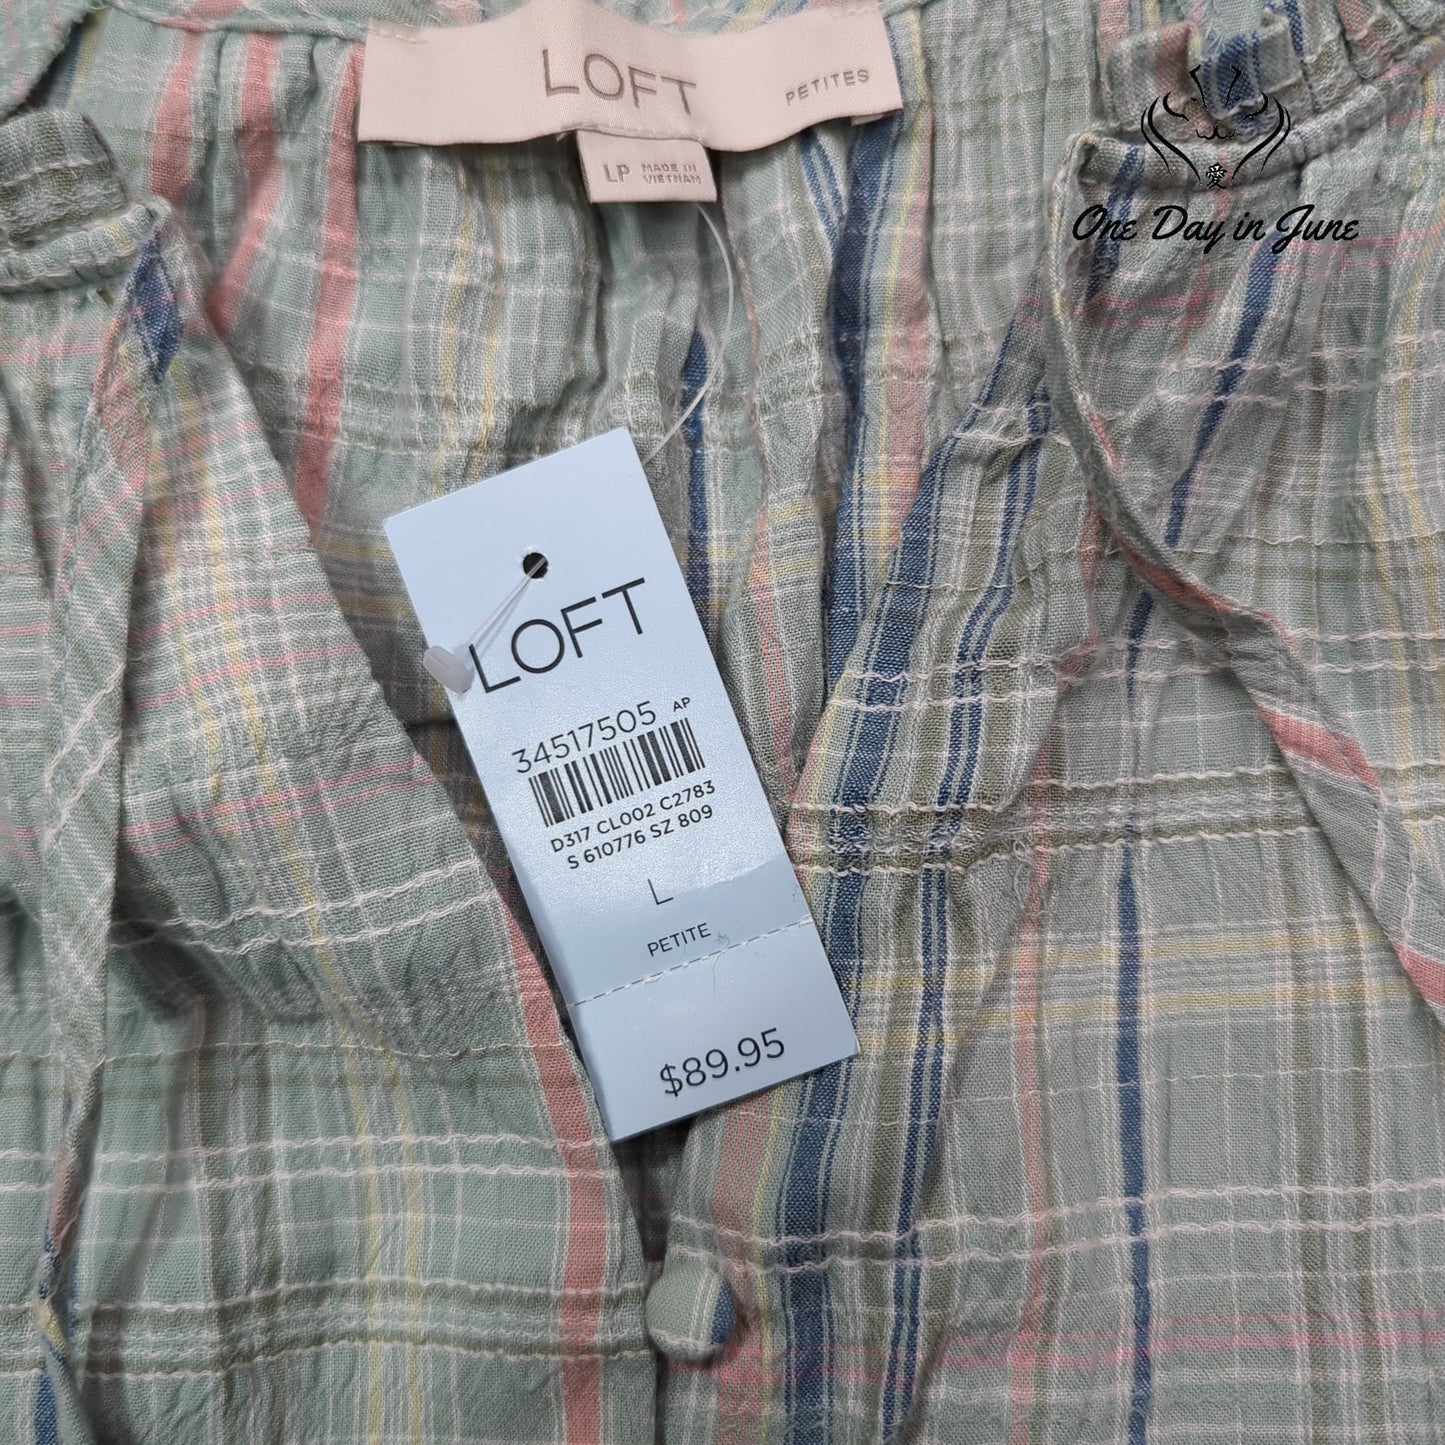 LOFT
PETITES
LP
MADE IN
VIETNAM
愛
One Day in June
LOFT
34517505 AP
D317 CL002 C2783
S 610776 SZ 809
L
PETITE
$89.95